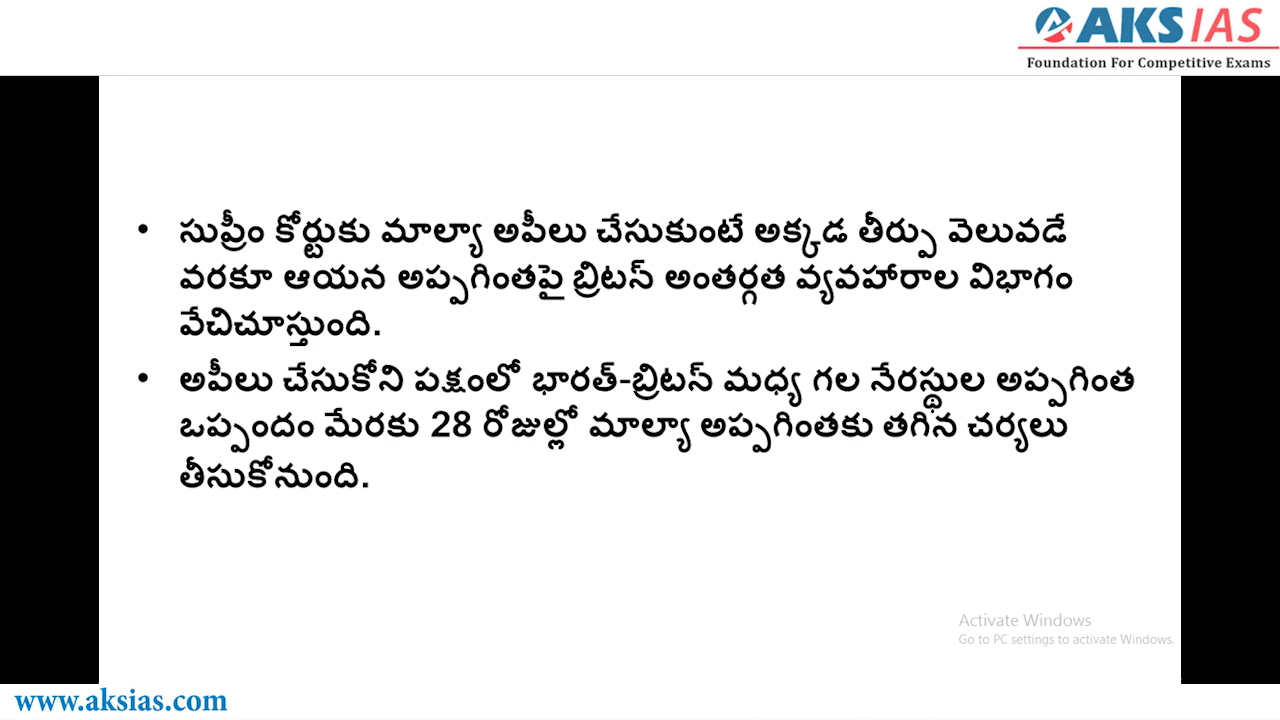 AKS IAS
Foundation For Competitive Exams
• సుప్రీం కోర్టుకు మాల్యా అపీలు చేసుకుంటే అక్కడ తీర్పు వెలువడే
వరకూ ఆయన అప్పగింతపై బ్రిటన్ అంతర్గత వ్యవహారాల విభాగం
వేచిచూస్తుంది.
• అపీలు చేసుకోని పక్షంలో భారత్-బ్రిటన్ మధ్య గల నేరస్థుల అప్పగింత
ఒప్పందం మేరకు 28 రోజుల్లో మాల్యా అప్పగింతకు తగిన చర్యలు
తీసుకోనుంది.
Activate Windows
Go to PC settings to activate Windows.
www.aksias.com